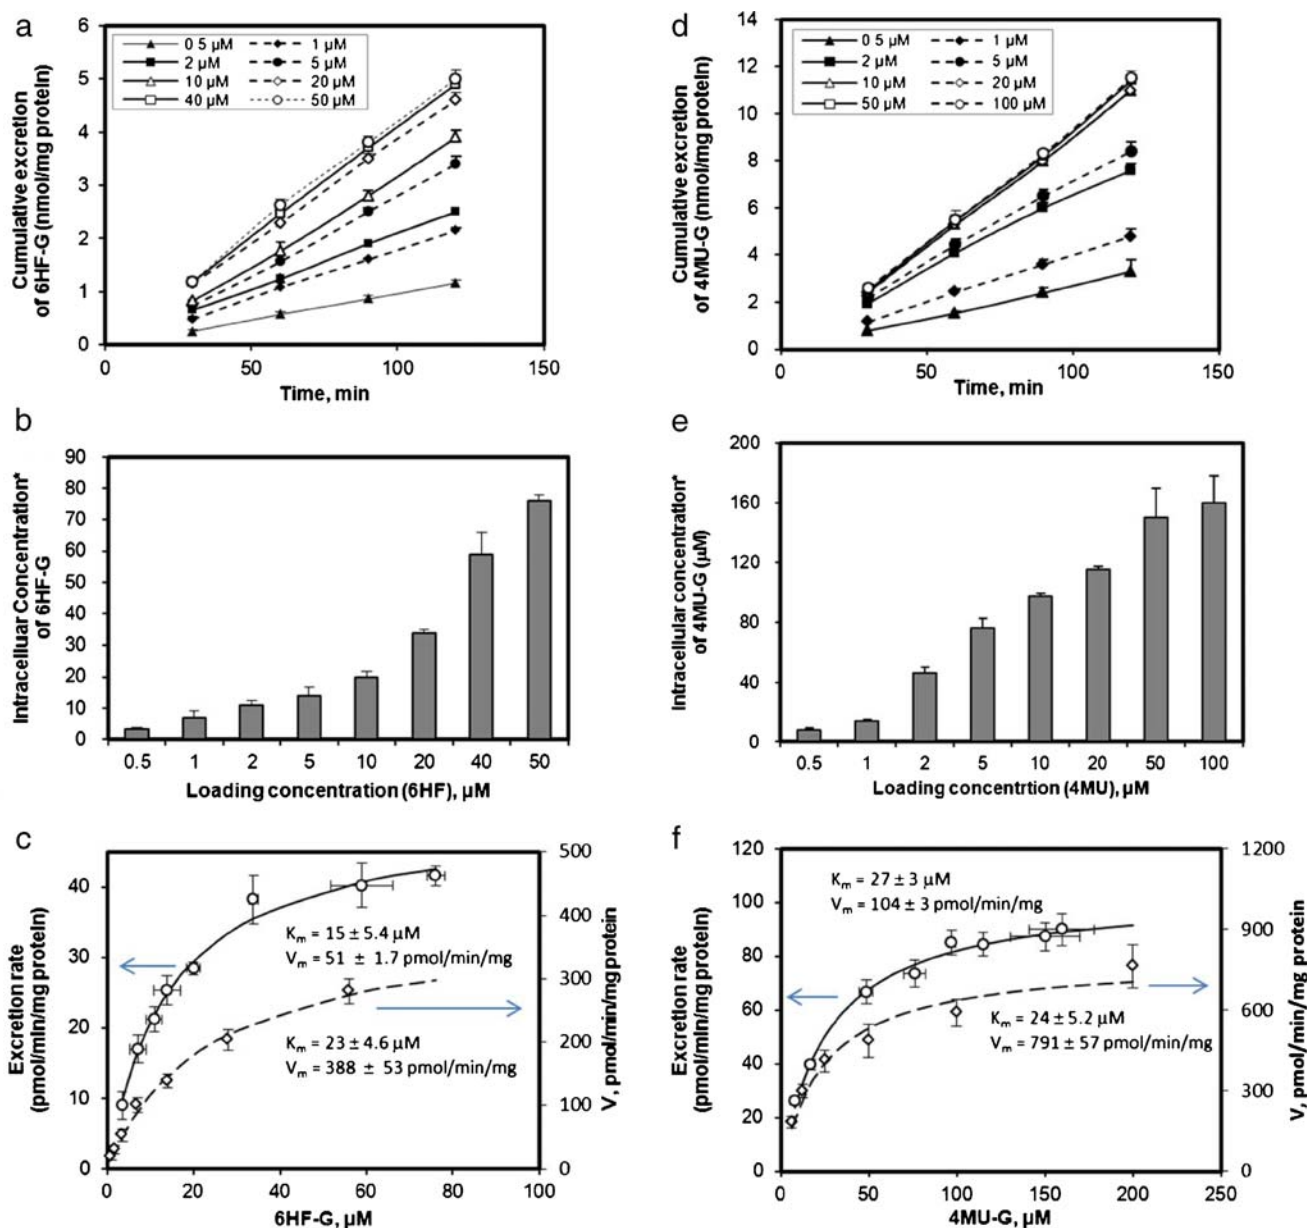 a
Cumulative excretion
of 6HF-G (nmol/mg protein)
6
5
4
3
2
1
0
0 5 µM
1 µM
2 µM
5 µM
10 µM
20 µM
40 µM
50 µM
0
50
100
150
Time, min
d
Cumulative excretion
of 4MU-G (nmol/mg protein)
14
12
10
8
6
4
2
0
0 5 µM
1 µM
2 µM
5 µM
10 µM
20 µM
50 µM
100 µM
0
50
100
150
Time, min
b
Intracelluar Concentration*
of 6HF-G
90
80
70
60
50
40
30
20
10
0
0.5 1 2 5 10 20 40 50
Loading concentration (6HF), µM
e
Intracellular concentration*
of 4MU-G (µM)
200
160
120
80
40
0
0.5 1 2 5 10 20 50 100
Loading concentrtion (4MU), µM
c
Excretion rate
(pmol/min/mg protein)
40
30
20
10
0
Km = 15 ± 5.4 µM
Vm = 51 ± 1.7 pmol/min/mg
Km = 23 ± 4.6 µM
Vm = 388 ± 53 pmol/min/mg
500
400
300
200
100
0
V, pmol/min/mg protein
0 20 40 60 80 100
6HF-G, µM
f
Excretion rate
(pmol/min/mg protein)
120
100
80
60
40
20
0
Km = 27 ± 3 µM
Vm = 104 ± 3 pmol/min/mg
Km = 24 ± 5.2 µM
Vm = 791 ± 57 pmol/min/mg
1200
900
600
300
0
V, pmol/min/mg protein
0 50 100 150 200 250
4MU-G, µM